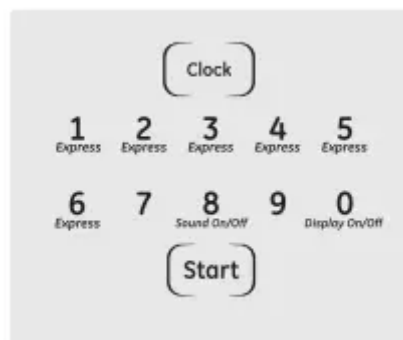 Clock
1 2 3 4 5
Express Express Express Express Express
6 7 8 9 0
Express Sound On/Off Display On/Off
Start